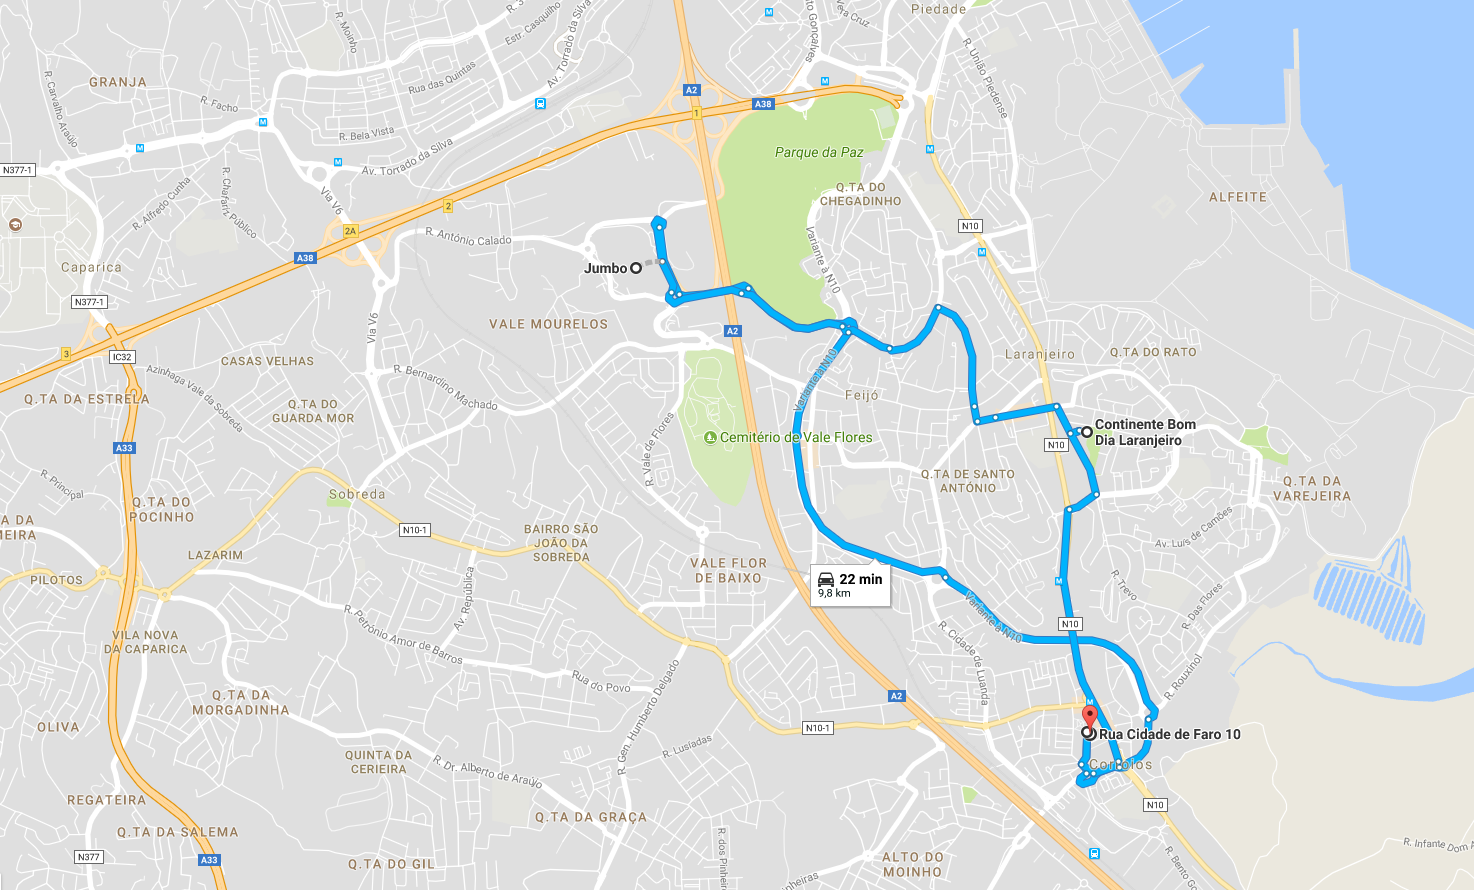 Piedade
R. União Piedense
Vera Cruz
Estr. Casquilho
Av. Torrado da Silva
R. Moinho
GRANJA
Rua das Quintas
R. Facho
R. Carvalho Araújo
A2
A38
1
R. Bela Vista
Av. Torrado da Silva
Parque da Paz
N377-1
R. Alfredo Cunha
R. Chafariz Público
Via V6
2
Q.TA DO
CHEGADINHO
ALFEITE
N10
2A
R. António Calado
Variante à N10
A38
Caparica
Jumbo
N377-1
Via V6
VALE MOURELOS
A2
3
IC32
CASAS VELHAS
Laranjeiro
Q.TA DO RATO
Azinhaga Vale da Sobreda
R. Bernardino Machado
Variante à N10
Feijó
Q.TA DA ESTRELA
Q.TA DO
GUARDA MOR
Continente Bom
Dia Laranjeiro
Cemitério de Vale Flores
N10
A33
R. Vale de Flores
R. Principal
Q.TA DE SANTO
ANTÓNIO
Q.TA DA
VAREJEIRA
Sobreda
Q.TA DO
POCINHO
N10-1
BAIRRO SÃO
JOÃO DA
SOBREDA
Av. Luís de Camões
LAZARIM
PILOTOS
VALE FLOR
DE BAIXO
22 min
9,8 km
R. Trevo
R. Das Flores
Av. República
R. Petrónio Amor de Barros
Variante à N10
N10
VILA NOVA
DA CAPARICA
R. Cidade de Luanda
R. Rouxinol
Rua do Povo
R. Gen. Humberto Delgado
Q.TA DA
MORGADINHA
A2
OLIVA
N10-1
Rua Cidade de Faro 10
R. Lusíadas
QUINTA DA
CERIEIRA
R. Dr. Alberto de Araújo
Corroios
REGATEIRA
N10
Q.TA DA GRAÇA
Q.TA DA SALEMA
N377
A33
Q.TA DO GIL
R. dos Pinheiros
ALTO DO
MOINHO
R. Bento Go
R. Infante Dom A